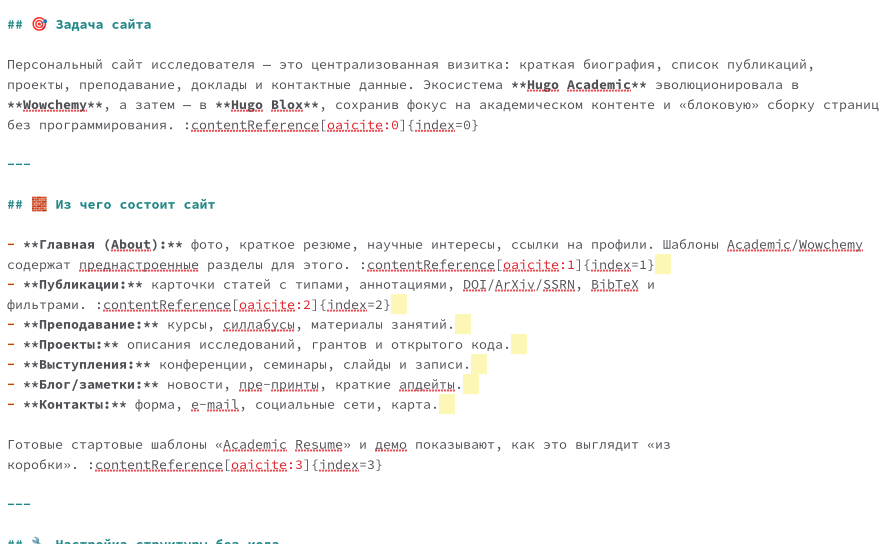 ## 🎯 Задача сайта
Персональный сайт исследователя — это централизованная визитка: краткая биография, список публикаций,
проекты, преподавание, доклады и контактные данные. Экосистема **Hugo Academic** эволюционировала в
**Wowchemy**, а затем — в **Hugo Blox**, сохранив фокус на академическом контенте и «блоковую» сборку страниц
без программирования. :contentReference[oaicite:0]{index=0}
---
## 🧱 Из чего состоит сайт
- **Главная (About):** фото, краткое резюме, научные интересы, ссылки на профили. Шаблоны Academic/Wowchemy
содержат преднастроенные разделы для этого. :contentReference[oaicite:1]{index=1}
- **Публикации:** карточки статей с типами, аннотациями, DOI/ArXiv/SSRN, BibTeX и
фильтрами. :contentReference[oaicite:2]{index=2}
- **Преподавание:** курсы, силлабусы, материалы занятий.
- **Проекты:** описания исследований, грантов и открытого кода.
- **Выступления:** конференции, семинары, слайды и записи.
- **Блог/заметки:** новости, пре-принты, краткие апдейты.
- **Контакты:** форма, e-mail, социальные сети, карта.
Готовые стартовые шаблоны «Academic Resume» и демо показывают, как это выглядит «из
коробки». :contentReference[oaicite:3]{index=3}
---
## 🔧 Настройка структуры без кода